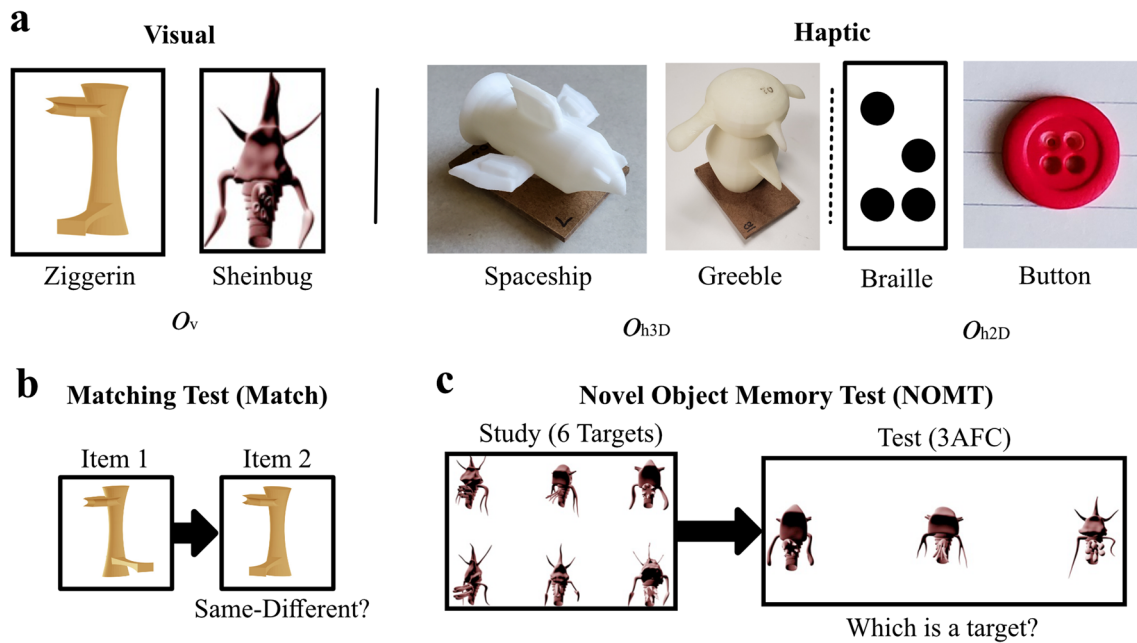 a
Visual
Haptic
Ziggerin
Sheinbug
Spaceship
Greeble
Braille
Button
Ov
Oh3D
Oh2D
b
Matching Test (Match)
Item 1
Item 2
Same-Different?
c
Novel Object Memory Test (NOMT)
Study (6 Targets)
Test (3AFC)
Which is a target?